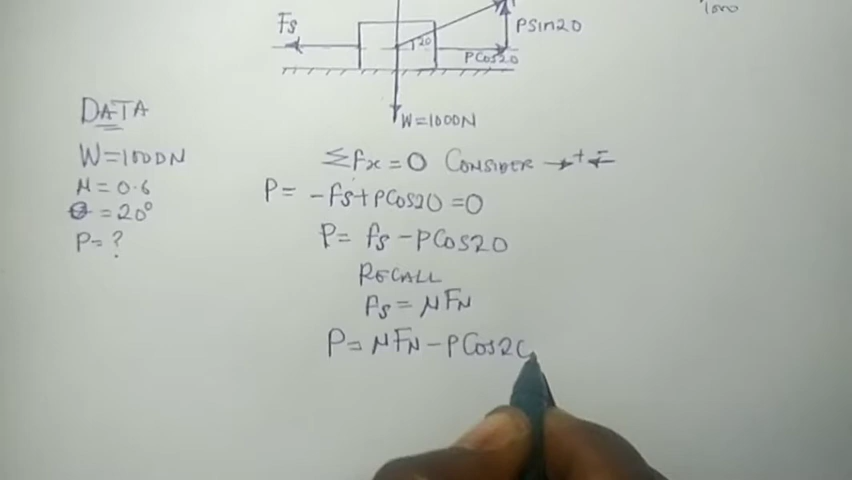 Fs
20
PSin20
PCos20
1000
W=1000N
DATA
W=1000N
μ=0.6
θ=20°
P=?
Σfx=0 CONSIDER → + ← -
P= -fs+PCos20=0
P= fs-PCos20
RECALL
Fs=μFN
P=μFN-PCos20